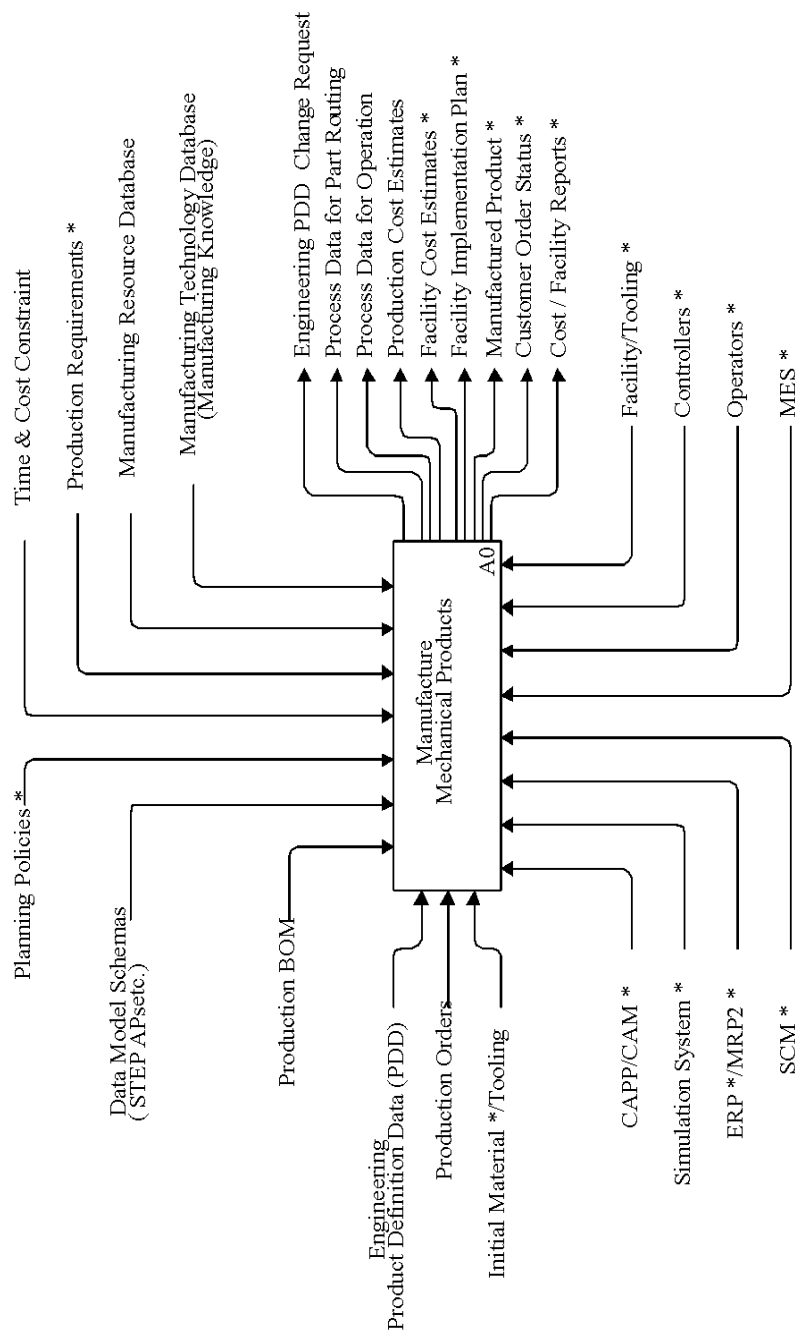 Planning Policies *
Time & Cost Constraint
Data Model Schemas
( STEP APsetc.)
Production Requirements *
Production BOM
Manufacturing Resource Database
Manufacturing Technology Database
(Manufacturing Knowledge)
Engineering
Product Definition Data (PDD)
Production Orders
Initial Material */Tooling
Manufacture
Mechanical Products
A0
Engineering PDD Change Request
Process Data for Part Routing
Process Data for Operation
Production Cost Estimates
Facility Cost Estimates *
Facility Implementation Plan *
Manufactured Product *
Customer Order Status *
Cost / Facility Reports *
CAPP/CAM *
Simulation System *
ERP */MRP2 *
SCM *
Facility/Tooling *
Controllers *
Operators *
MES *